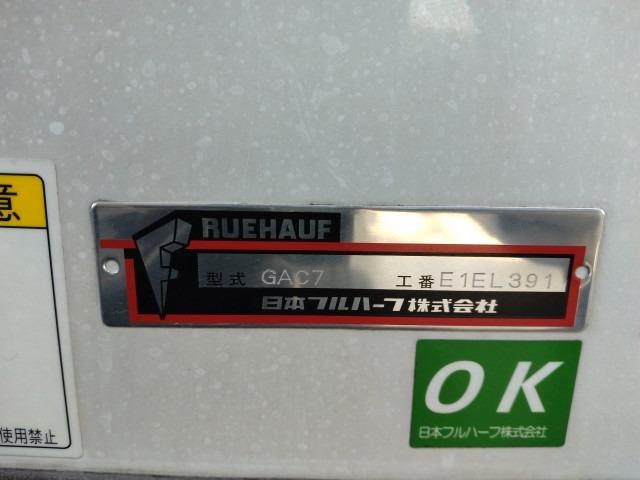 意
RUEHAUF
型式 GAC7 工番 E1EL391
日本フルハーフ株式会社
OK
日本フルハーフ株式会社
使用禁止